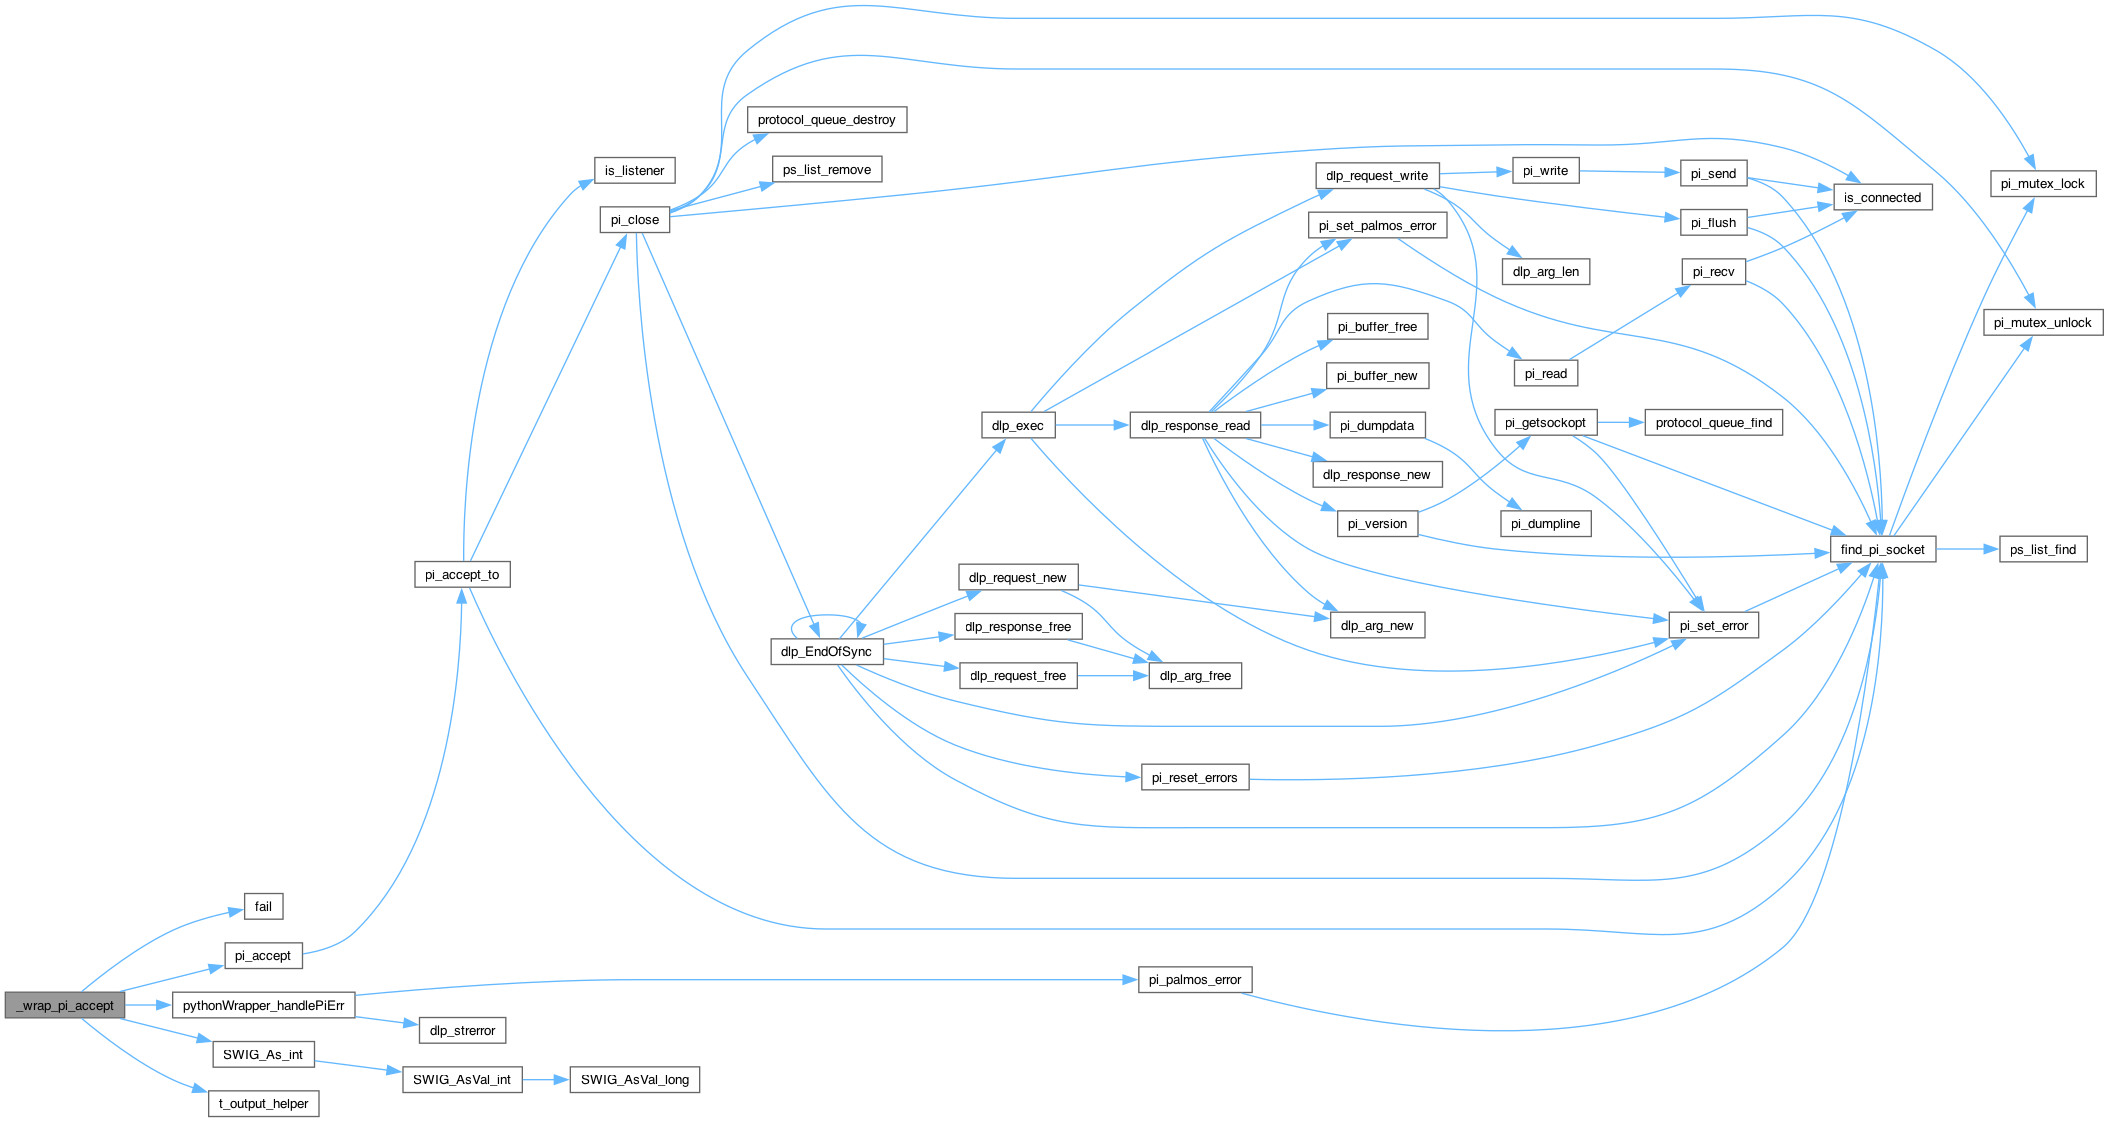 _wrap_pi_accept
fail
pi_accept
pythonWrapper_handlePiErr
SWIG_As_int
t_output_helper
pi_accept_to
dlp_strerror
SWIG_AsVal_int
SWIG_AsVal_long
is_listener
pi_close
protocol_queue_destroy
ps_list_remove
dlp_EndOfSync
dlp_exec
dlp_request_new
dlp_response_free
dlp_request_free
dlp_response_read
dlp_arg_free
pi_reset_errors
pi_palmos_error
dlp_request_write
pi_set_palmos_error
pi_buffer_free
pi_buffer_new
pi_dumpdata
dlp_response_new
pi_version
dlp_arg_new
pi_write
dlp_arg_len
pi_read
pi_getsockopt
pi_dumpline
pi_send
pi_flush
pi_recv
protocol_queue_find
pi_set_error
is_connected
find_pi_socket
pi_mutex_lock
pi_mutex_unlock
ps_list_find